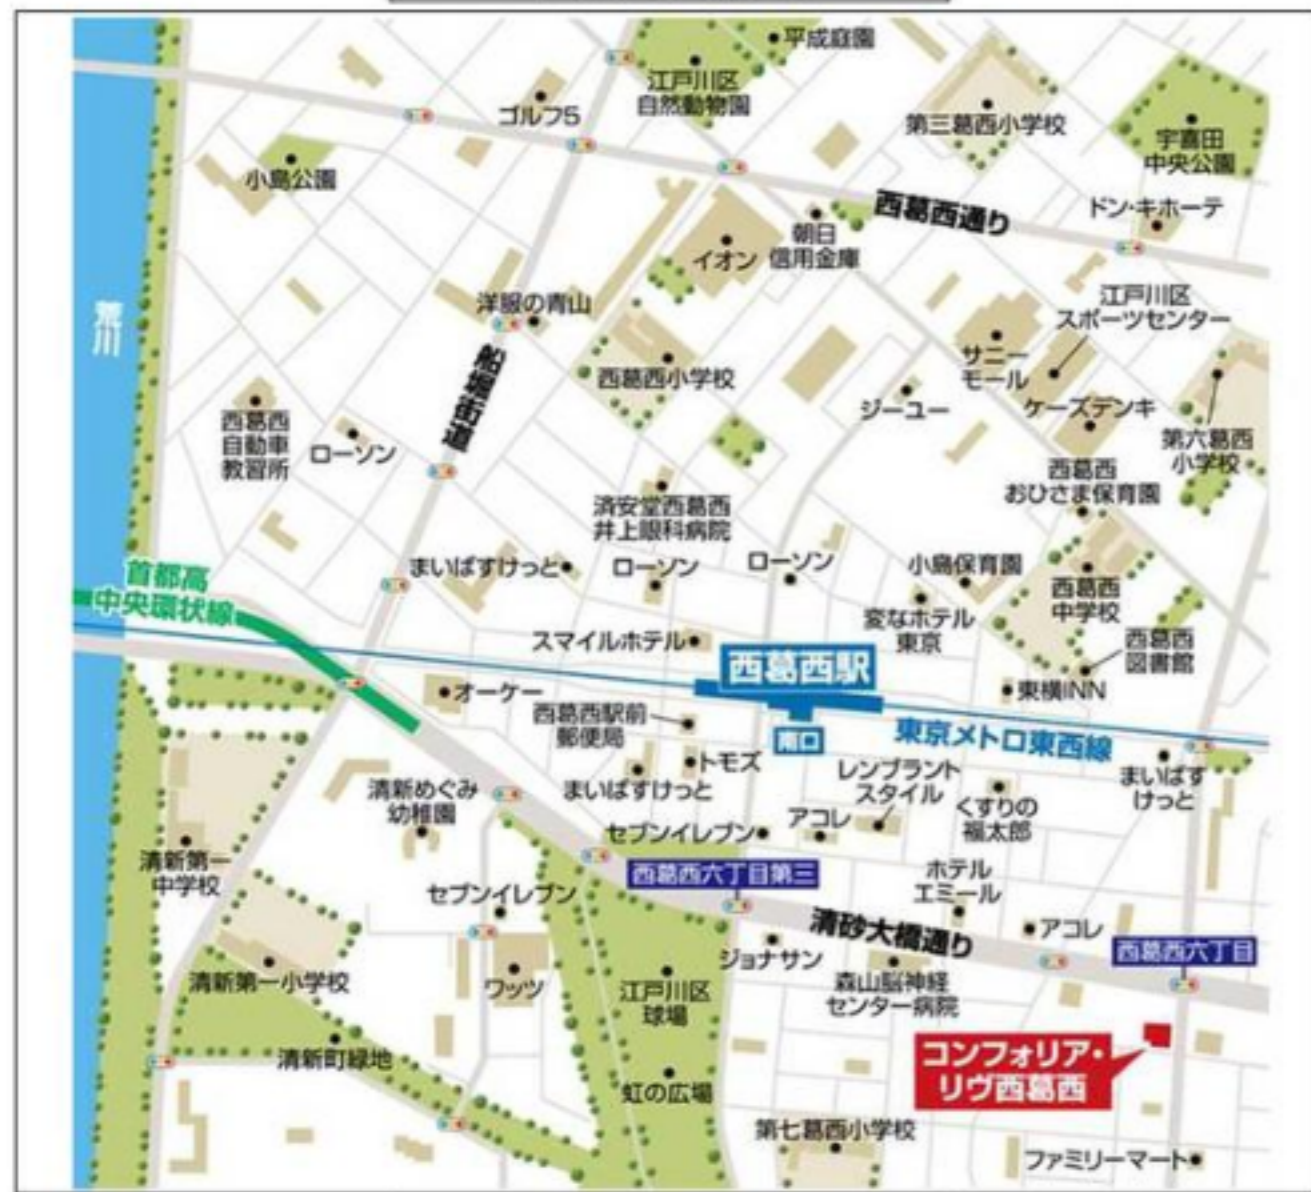 平成庭園
江戸川区
自然動物園
ゴルフ5
第三葛西小学校
宇喜田
中央公園
小島公園
西葛西通り
ドン・キホーテ
朝日
信用金庫
イオン
洋服の青山
江戸川区
スポーツセンター
荒川
船堀街道
西葛西小学校
サニー
モール
ジーユー
ケーズデンキ
第六葛西
小学校
西葛西
自動車
教習所
ローソン
西葛西
おひさま保育園
済安堂西葛西
井上眼科病院
まいばすけっと
ローソン
ローソン
小島保育園
西葛西
中学校
首都高
中央環状線
変なホテル
東京
スマイルホテル
西葛西駅
西葛西
図書館
オーケー
東横INN
西葛西駅前
郵便局
南口
東京メトロ東西線
トモズ
まいばすけっと
レンブラント
スタイル
まいばす
けっと
清新めぐみ
幼稚園
くすりの
福太郎
セブンイレブン
アコレ
清新第一
中学校
西葛西六丁目第三
ホテル
エミール
セブンイレブン
清砂大橋通り
アコレ
西葛西六丁目
ジョナサン
清新第一小学校
ワッツ
江戸川区
球場
森山脳神経
センター病院
清新町緑地
コンフォリア・
リヴ西葛西
虹の広場
第七葛西小学校
ファミリーマート